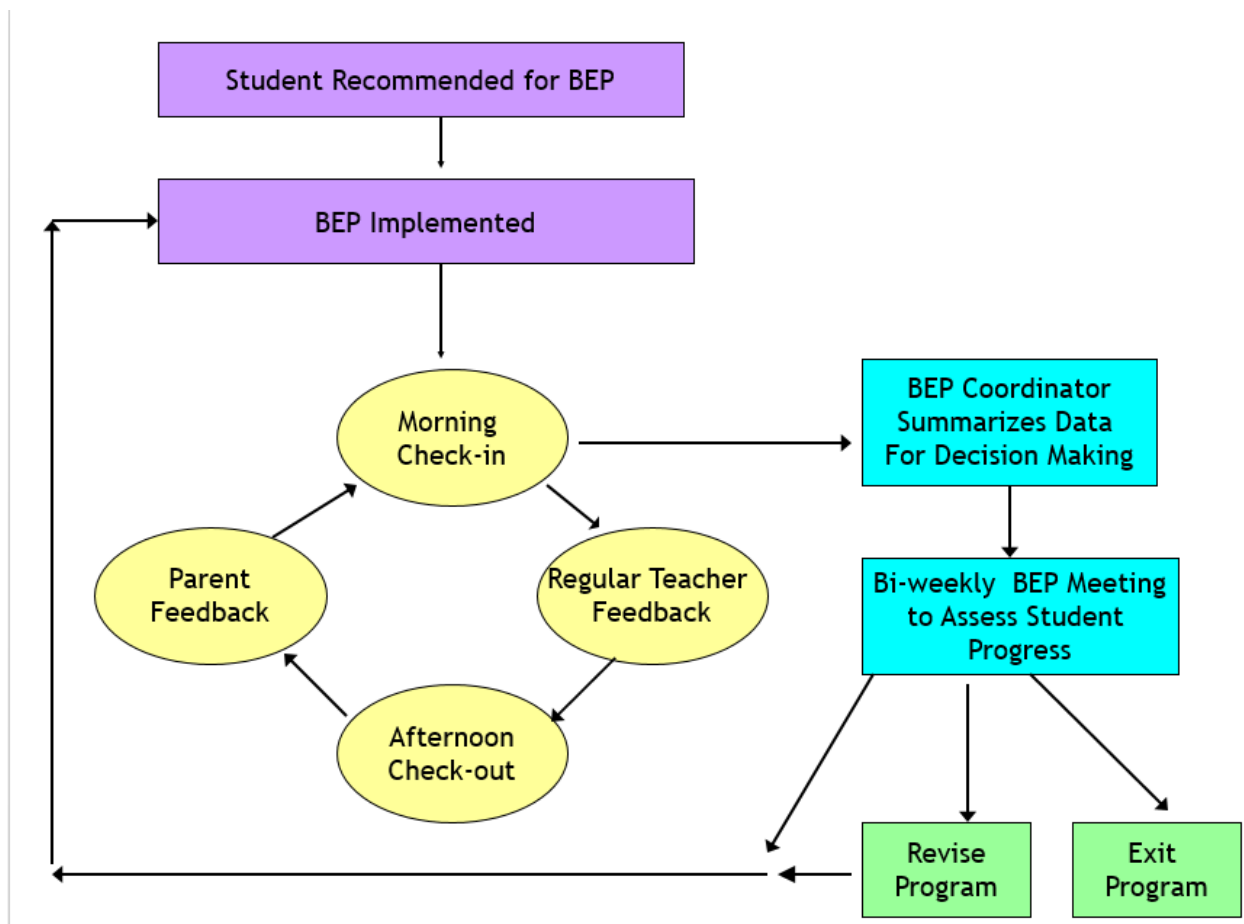 Student Recommended for BEP
BEP Implemented
Morning
Check-in
BEP Coordinator
Summarizes Data
For Decision Making
Parent
Feedback
Regular Teacher
Feedback
Bi-weekly BEP Meeting
to Assess Student
Progress
Afternoon
Check-out
Revise
Program
Exit
Program